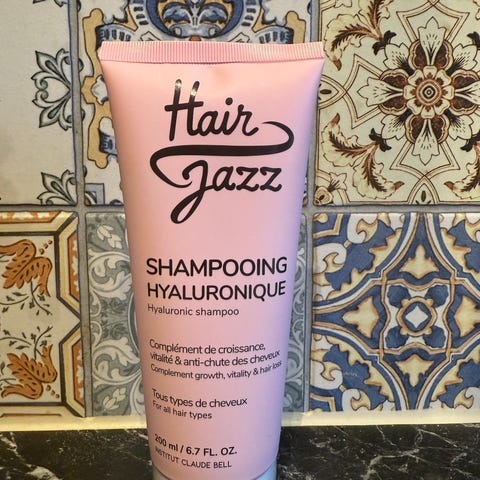 Hair
Jazz
SHAMPOOING
HYALURONIQUE
Hyaluronic shampoo
Complément de croissance,
vitalité & anti-chute des cheveux
Complement growth, vitality & hair loss
Tous types de cheveux
For all hair types
200 ml / 6.7 FL. OZ.
INSTITUT CLAUDE BELL